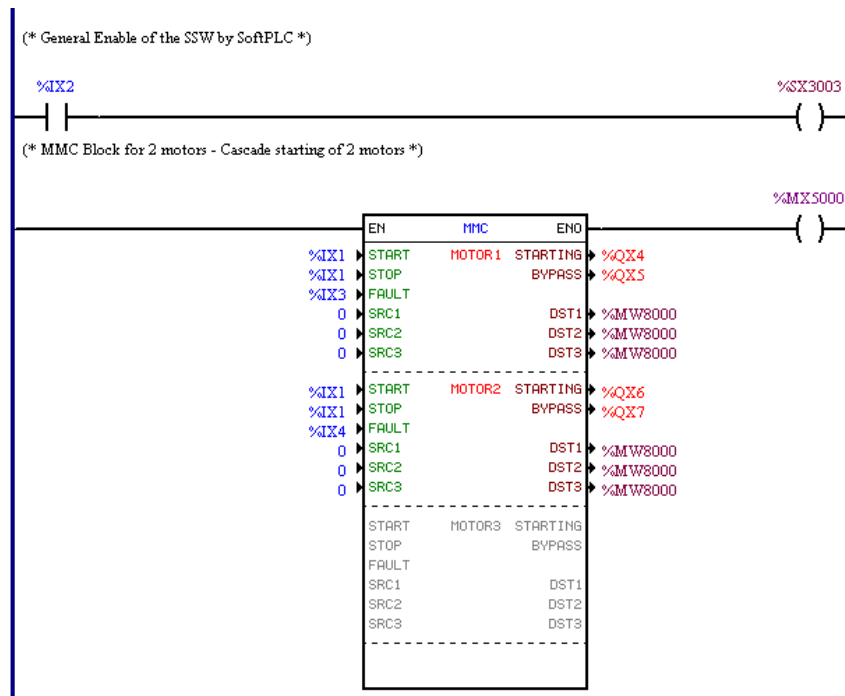 (* General Enable of the SSW by SoftPLC *)
%IX2 %SX3003
(* MMC Block for 2 motors - Cascade starting of 2 motors *)
%MX5000
EN MMC ENO
%IX1 START MOTOR1 STARTING %QX4
%IX1 STOP BYPASS %QX5
%IX3 FAULT
0 SRC1 DST1 %MW8000
0 SRC2 DST2 %MW8000
0 SRC3 DST3 %MW8000
%IX1 START MOTOR2 STARTING %QX6
%IX1 STOP BYPASS %QX7
%IX4 FAULT
0 SRC1 DST1 %MW8000
0 SRC2 DST2 %MW8000
0 SRC3 DST3 %MW8000
START MOTOR3 STARTING
STOP BYPASS
FAULT
SRC1 DST1
SRC2 DST2
SRC3 DST3